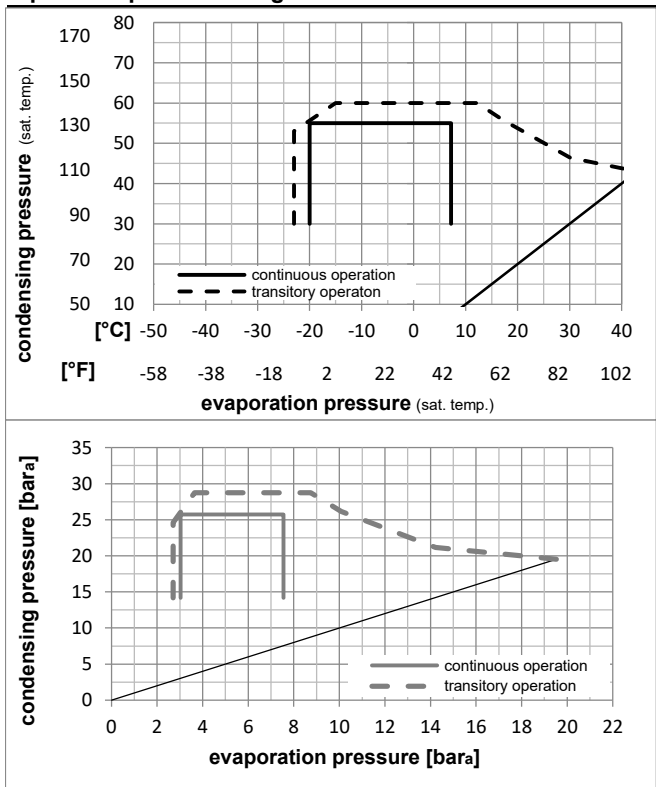 condensing pressure (sat. temp.)
170 80
150 70
60
130 50
110 40
90 30
70 20
50 10
continuous operation
transitory operaton
[°C] -50 -40 -30 -20 -10 0 10 20 30 40
[°F] -58 -38 -18 2 22 42 62 82 102
evaporation pressure (sat. temp.)
condensing pressure [bara]
35
30
25
20
15
10
5
0
continuous operation
transitory operation
0 2 4 6 8 10 12 14 16 18 20 22
evaporation pressure [bara]